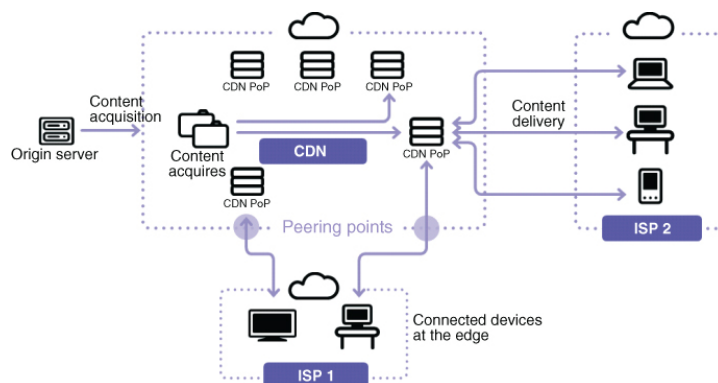 CDN PoP
CDN PoP
CDN PoP
Content
acquisition
Origin server
Content
acquires
CDN
CDN PoP
Content
delivery
CDN PoP
Peering points
ISP 2
Connected devices
at the edge
ISP 1